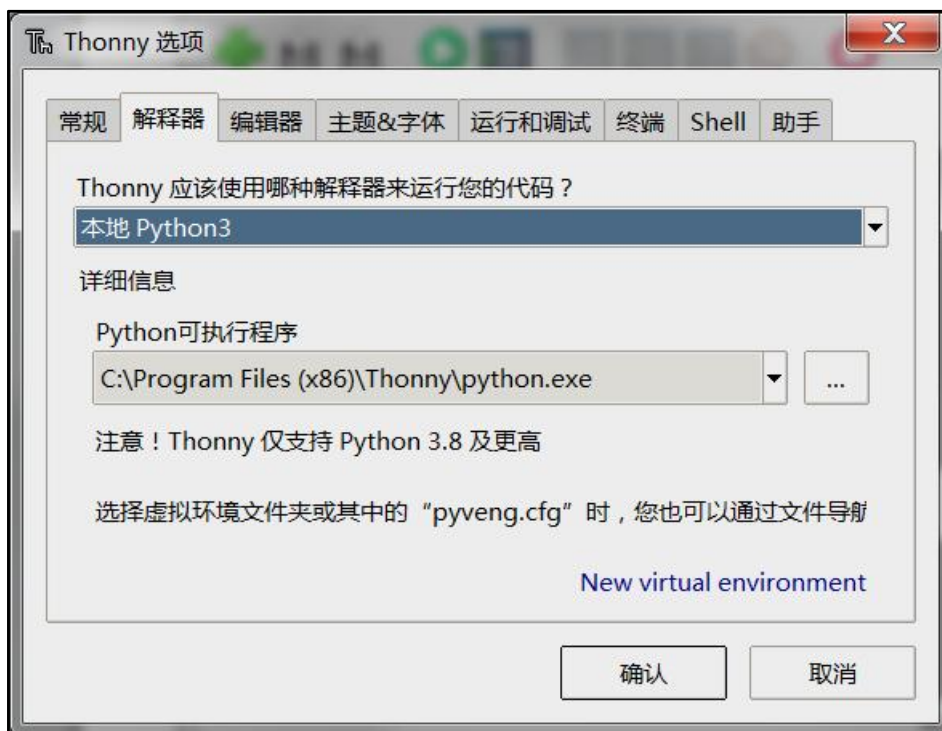 Thonny 选项
常规 解释器 编辑器 主题&字体 运行和调试 终端 Shell 助手
Thonny 应该使用哪种解释器来运行您的代码？
本地 Python3
详细信息
Python可执行程序
C:\Program Files (x86)\Thonny\python.exe
...
注意！Thonny 仅支持 Python 3.8 及更高
选择虚拟环境文件夹或其中的“pyveng.cfg”时，您也可以通过文件导航
New virtual environment
确认 取消